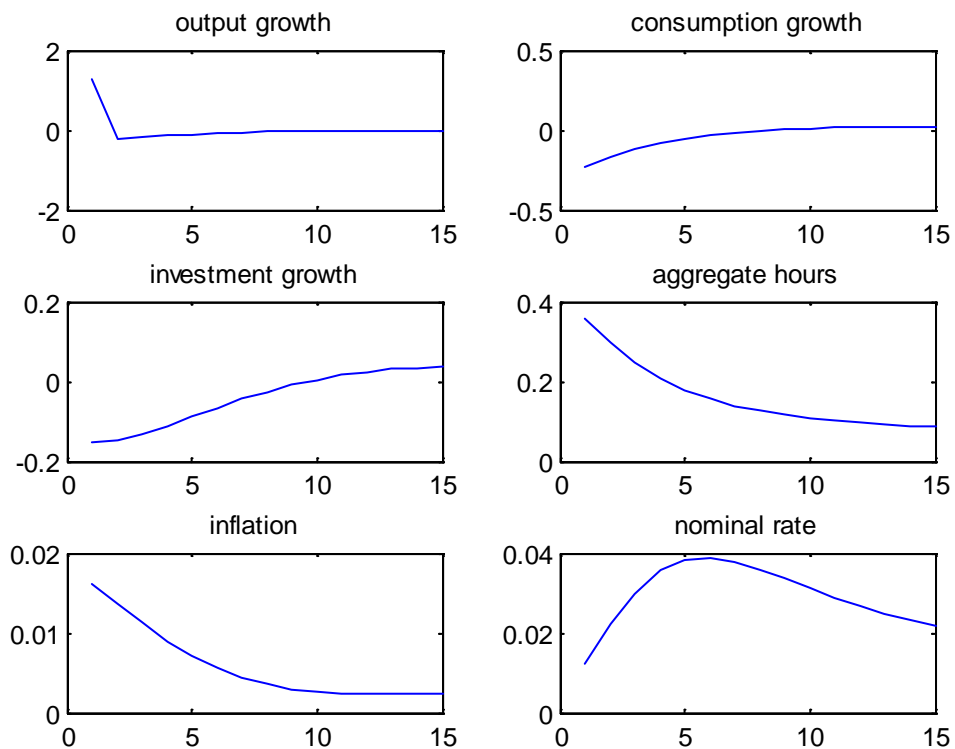 output growth
2
0
-2
0 5 10 15
consumption growth
0.5
0
-0.5
0 5 10 15
investment growth
0.2
0
-0.2
0 5 10 15
aggregate hours
0.4
0.2
0
0 5 10 15
inflation
0.02
0.01
0
0 5 10 15
nominal rate
0.04
0.02
0
0 5 10 15